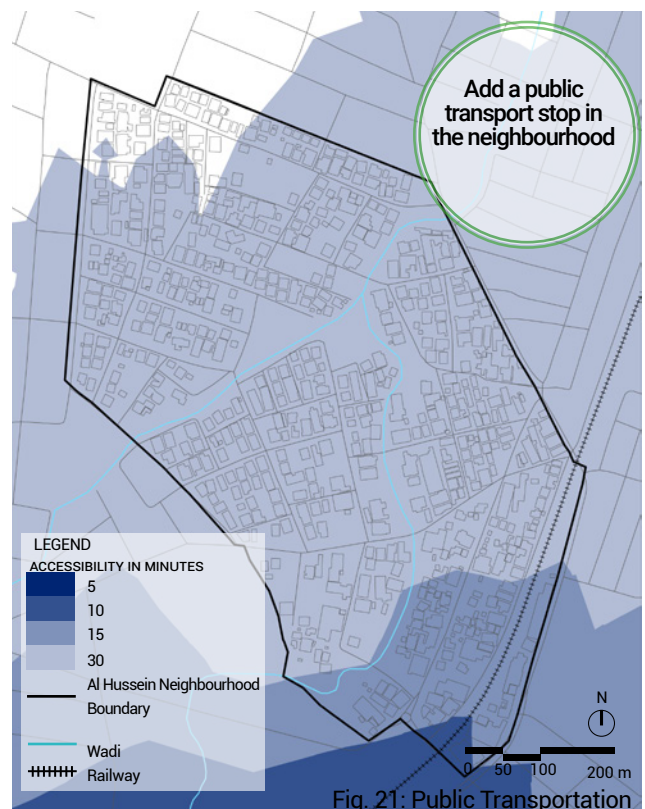 Add a public
transport stop in
the neighbourhood
LEGEND
ACCESSIBILITY IN MINUTES
5
10
15
30
Al Hussein Neighbourhood
Boundary
Wadi
Railway
N
0 50 100 200 m
Fig. 21: Public Transportation